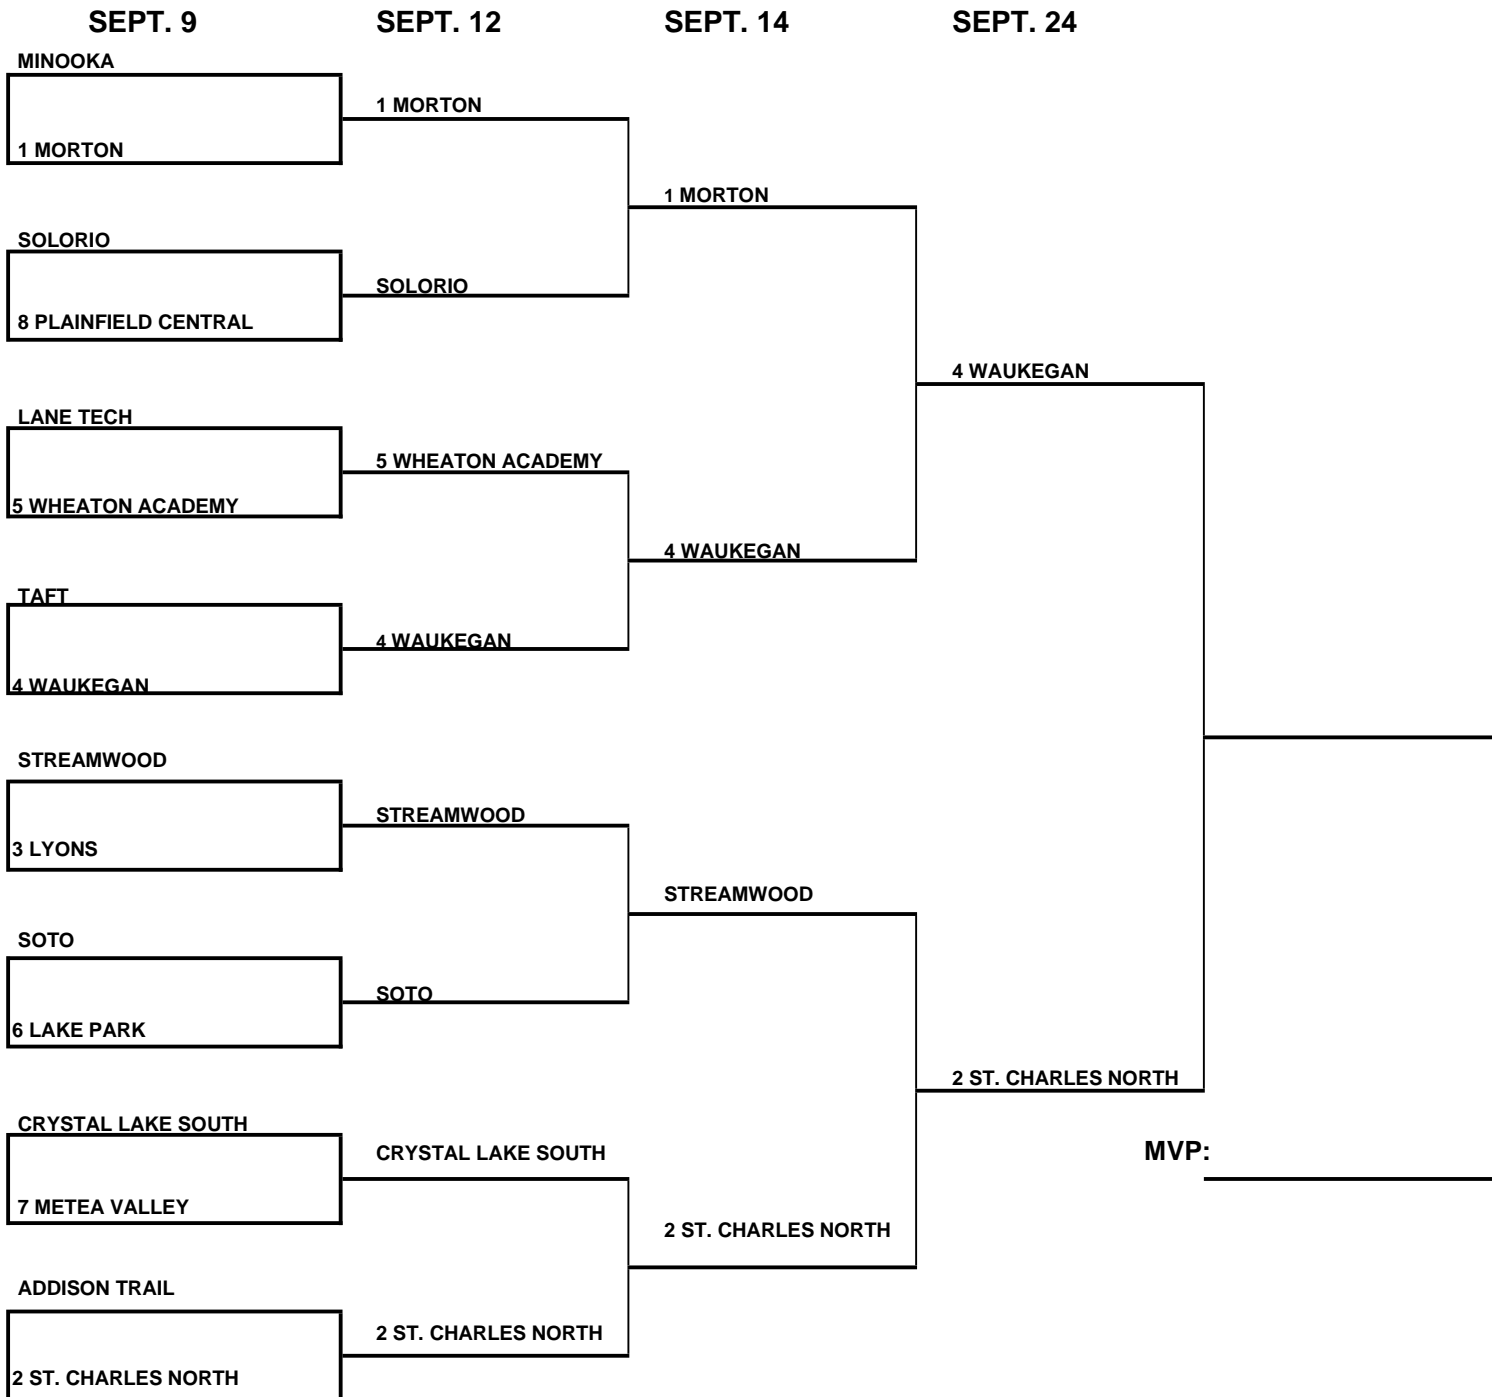 SEPT. 9 SEPT. 12 SEPT. 14 SEPT. 24
MINOOKA
1 MORTON
1 MORTON
1 MORTON
SOLORIO
SOLORIO
8 PLAINFIELD CENTRAL
4 WAUKEGAN
LANE TECH
5 WHEATON ACADEMY
5 WHEATON ACADEMY
4 WAUKEGAN
TAFT
4 WAUKEGAN
4 WAUKEGAN
STREAMWOOD
STREAMWOOD
3 LYONS
STREAMWOOD
SOTO
SOTO
6 LAKE PARK
2 ST. CHARLES NORTH
CRYSTAL LAKE SOUTH
CRYSTAL LAKE SOUTH
MVP:
7 METEA VALLEY
2 ST. CHARLES NORTH
ADDISON TRAIL
2 ST. CHARLES NORTH
2 ST. CHARLES NORTH